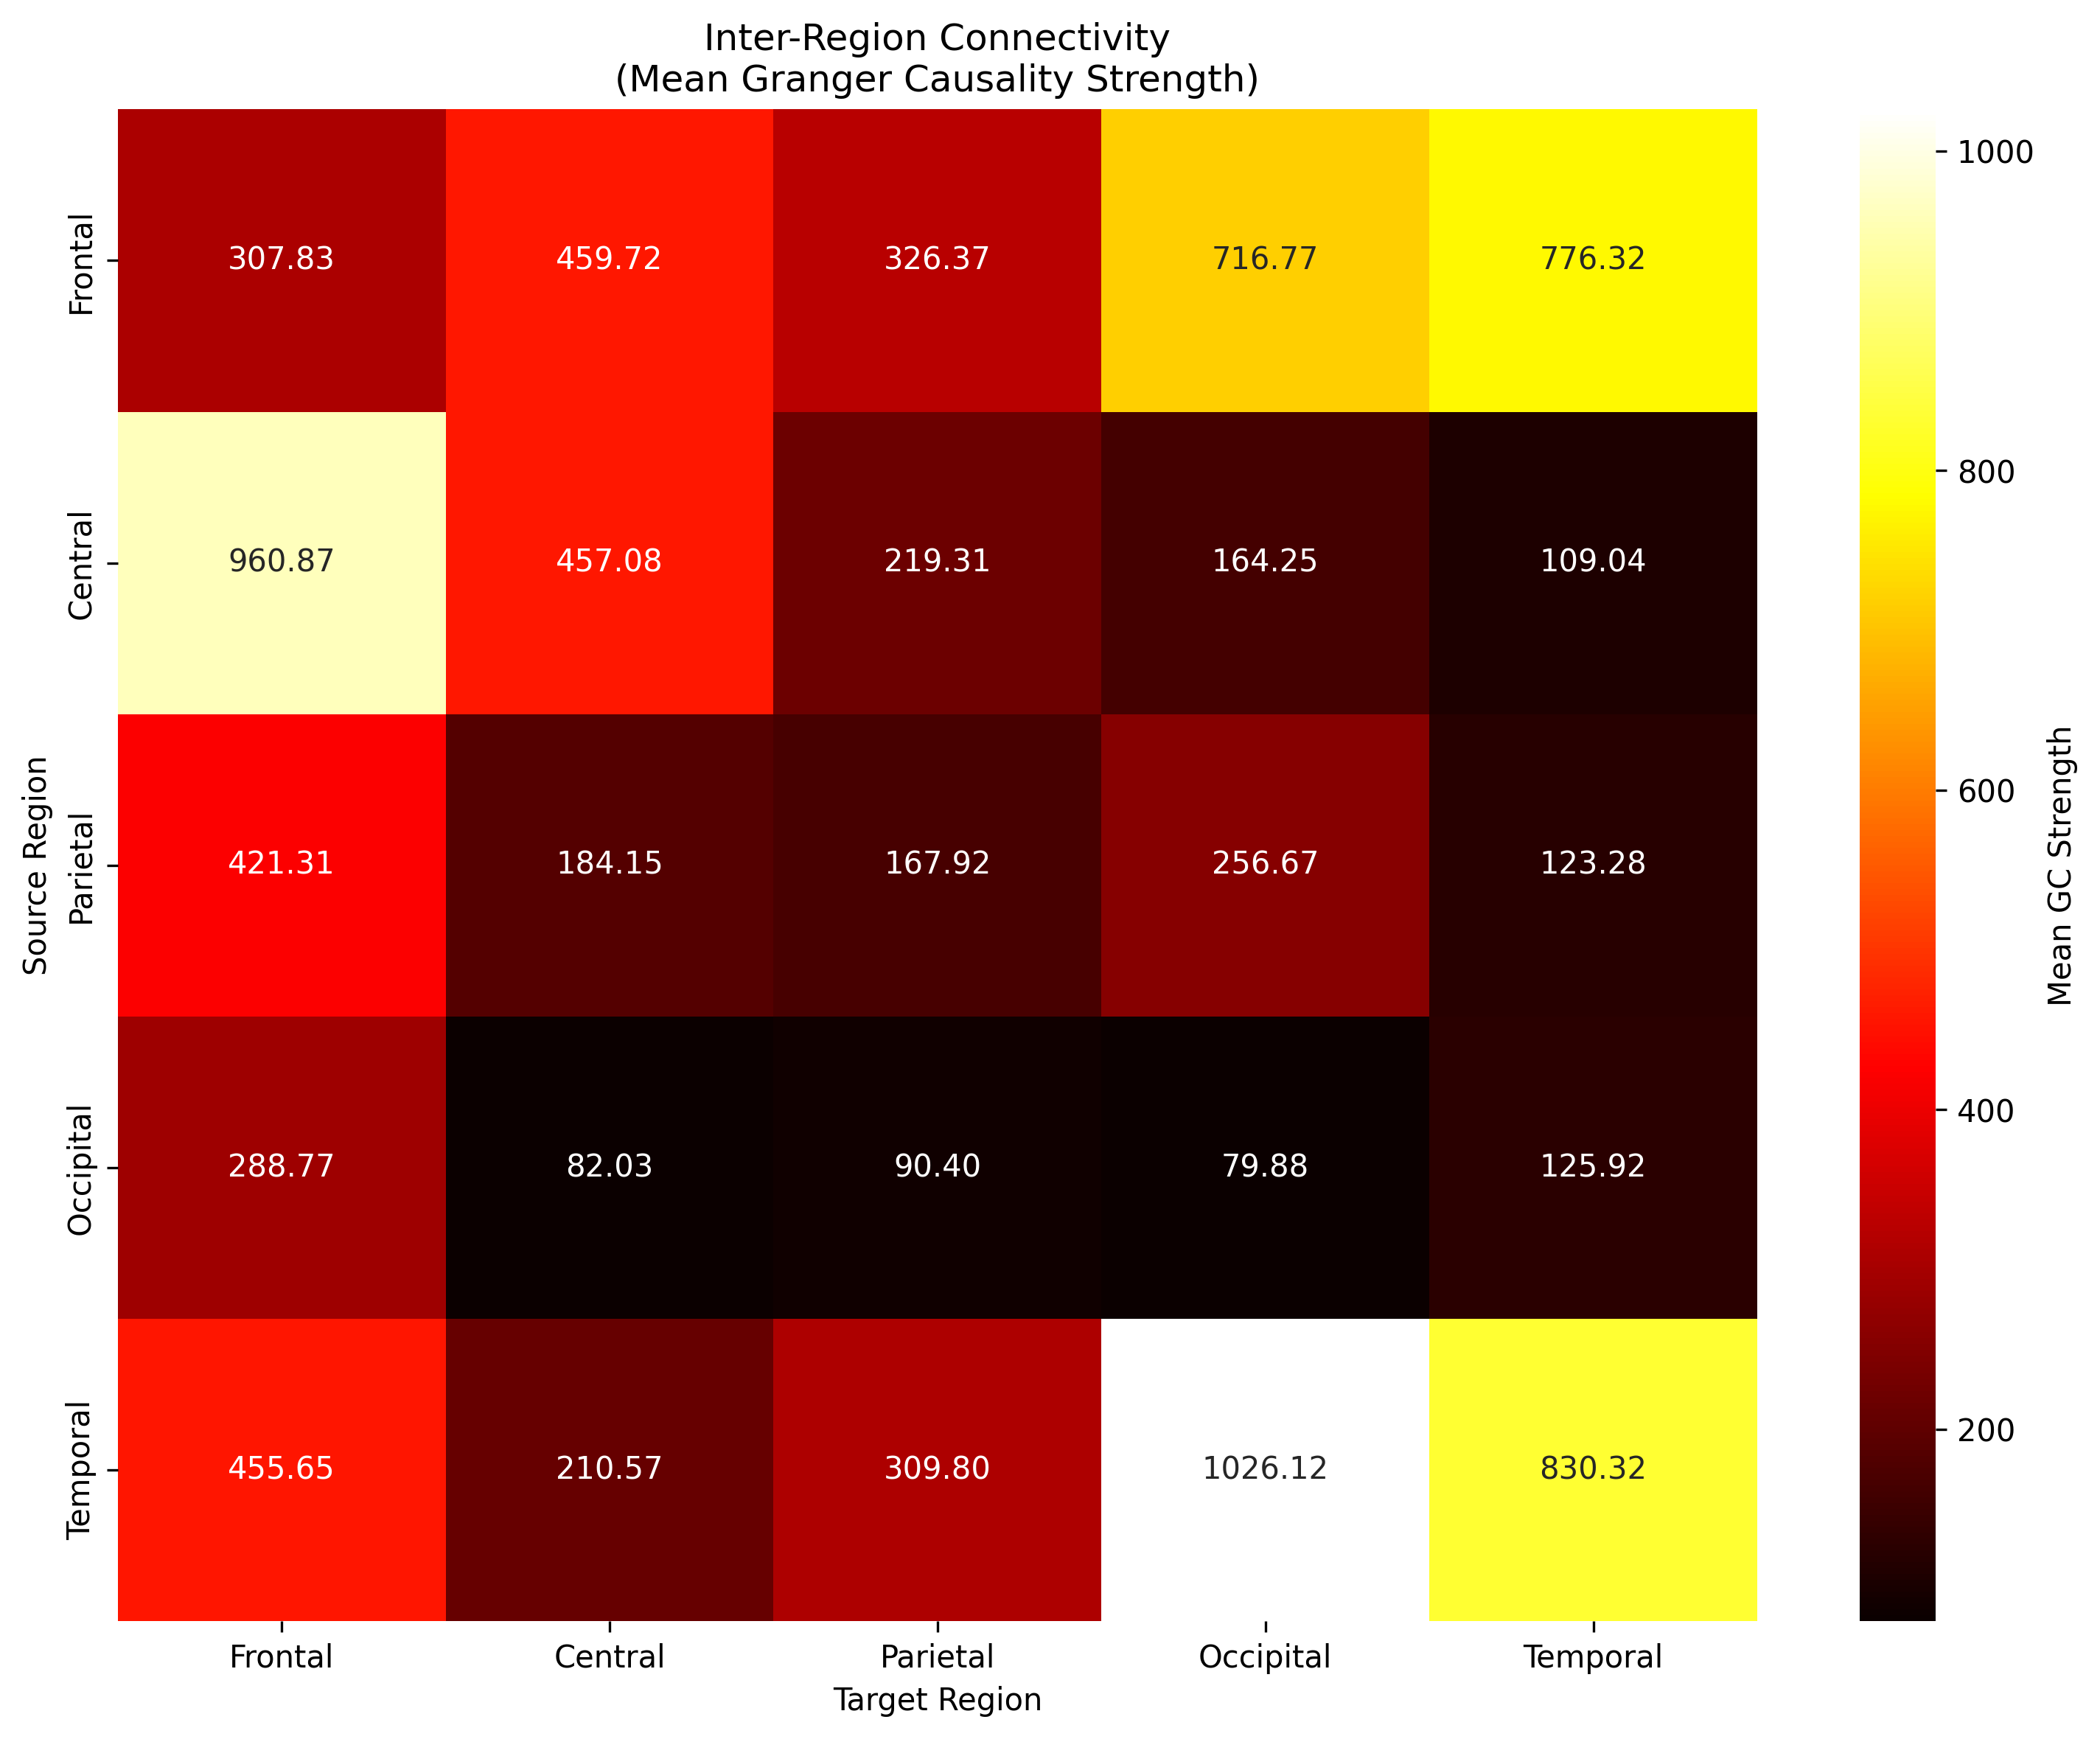 Inter-Region Connectivity
(Mean Granger Causality Strength)
Source Region
Frontal
307.83 459.72 326.37 716.77 776.32
Central
960.87 457.08 219.31 164.25 109.04
Parietal
421.31 184.15 167.92 256.67 123.28
Occipital
288.77 82.03 90.40 79.88 125.92
Temporal
455.65 210.57 309.80 1026.12 830.32
Frontal Central Parietal Occipital Temporal
Target Region
1000
800
600
400
200
Mean GC Strength